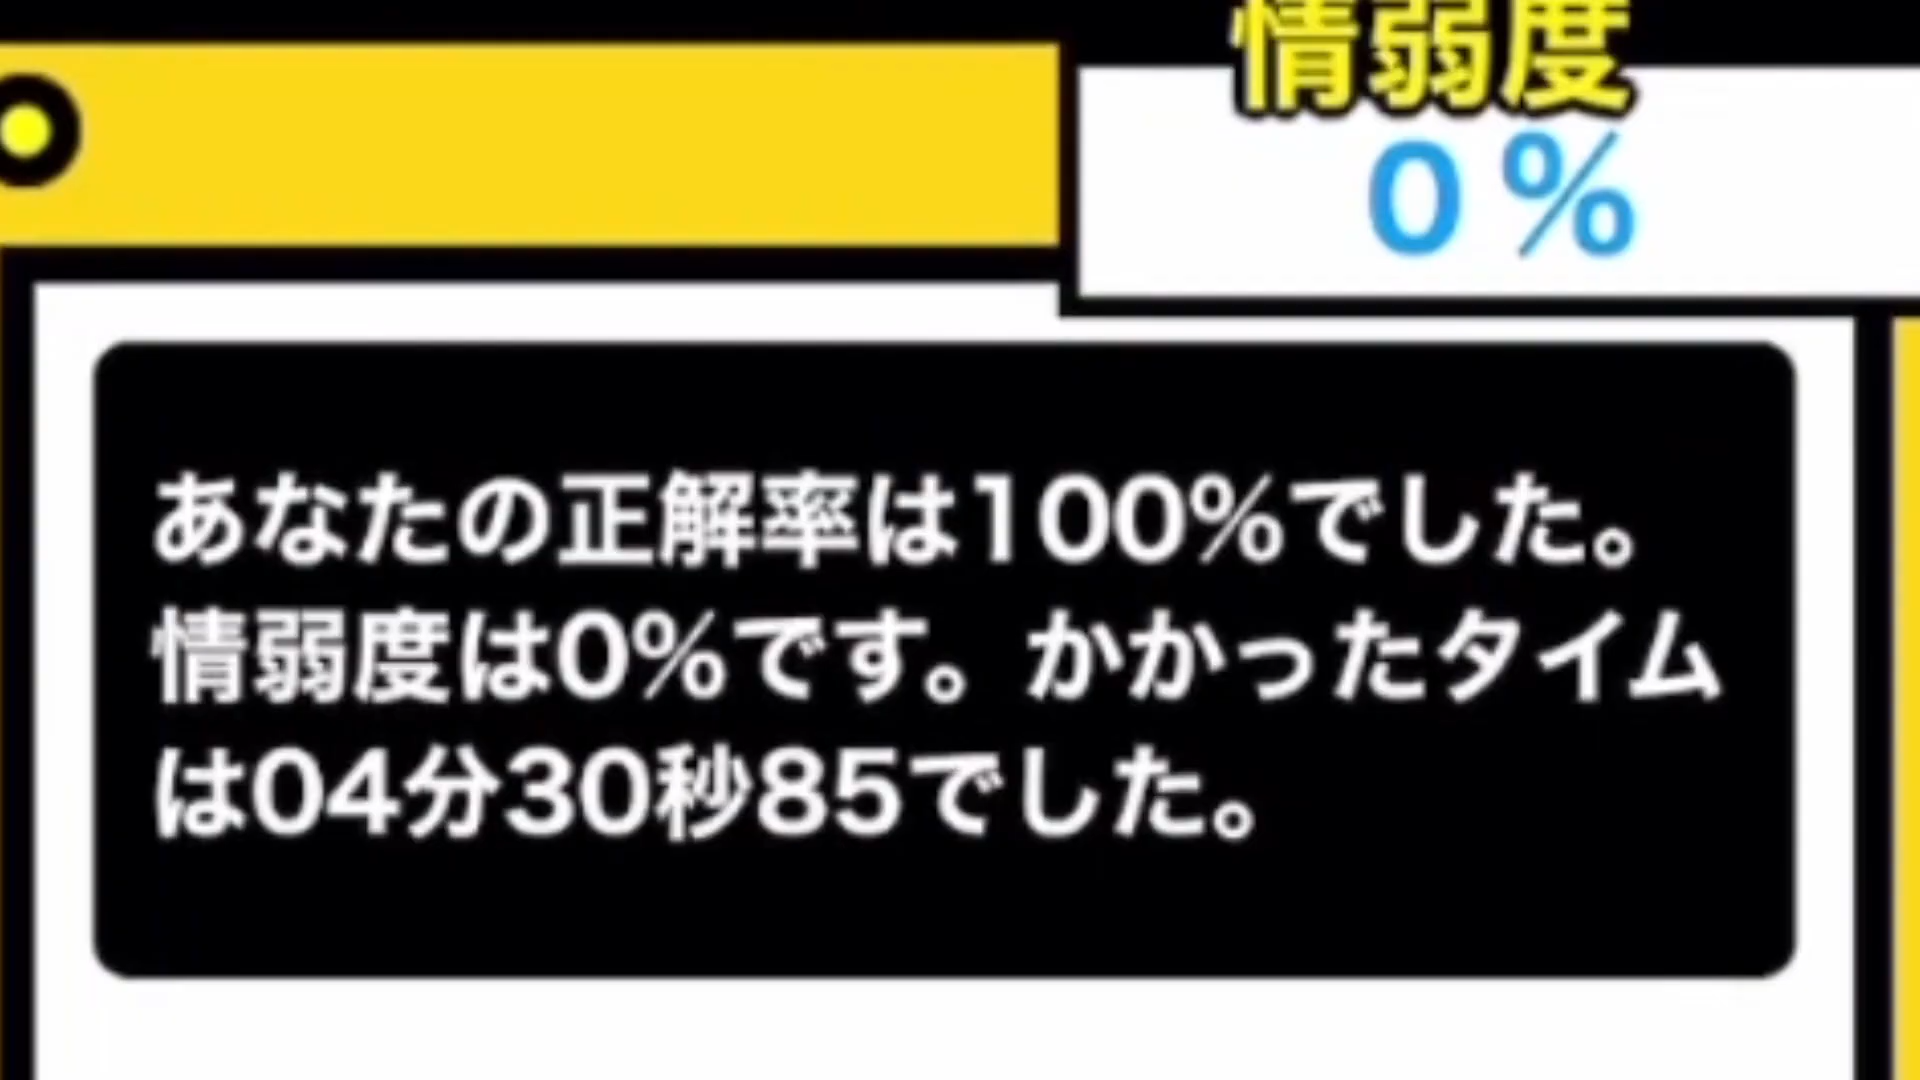 情弱度
0%
あなたの正解率は100%でした。
情弱度は0%です。かかったタイム
は04分30秒85でした。